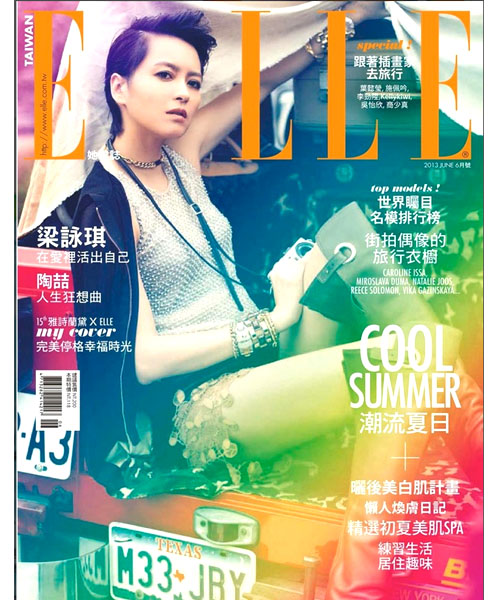 TAIWAN
ELLE
http://www.elle.com.tw
她 雜誌
special !
跟著插畫家
去旅行
2013 JUNE 6月號
top models !
世界矚目
名模排行榜
街拍偶像的
旅行衣櫥
CAROLINE ISSA,
MIROSLAVA DUMA, NATALIE JOOS,
REECE SOLOMON, VIKA GAZINSKAYA...
梁詠琪
在愛裡活出自己
陶喆
人生狂想曲
15th 雅詩蘭黛 X ELLE
my cover
完美停格幸福時光
COOL
SUMMER
潮流夏日
+
曬後美白肌計畫
懶人煥膚日記
精選初夏美肌SPA
練習生活
居住趣味
A3
TEXAS
M33 JRY